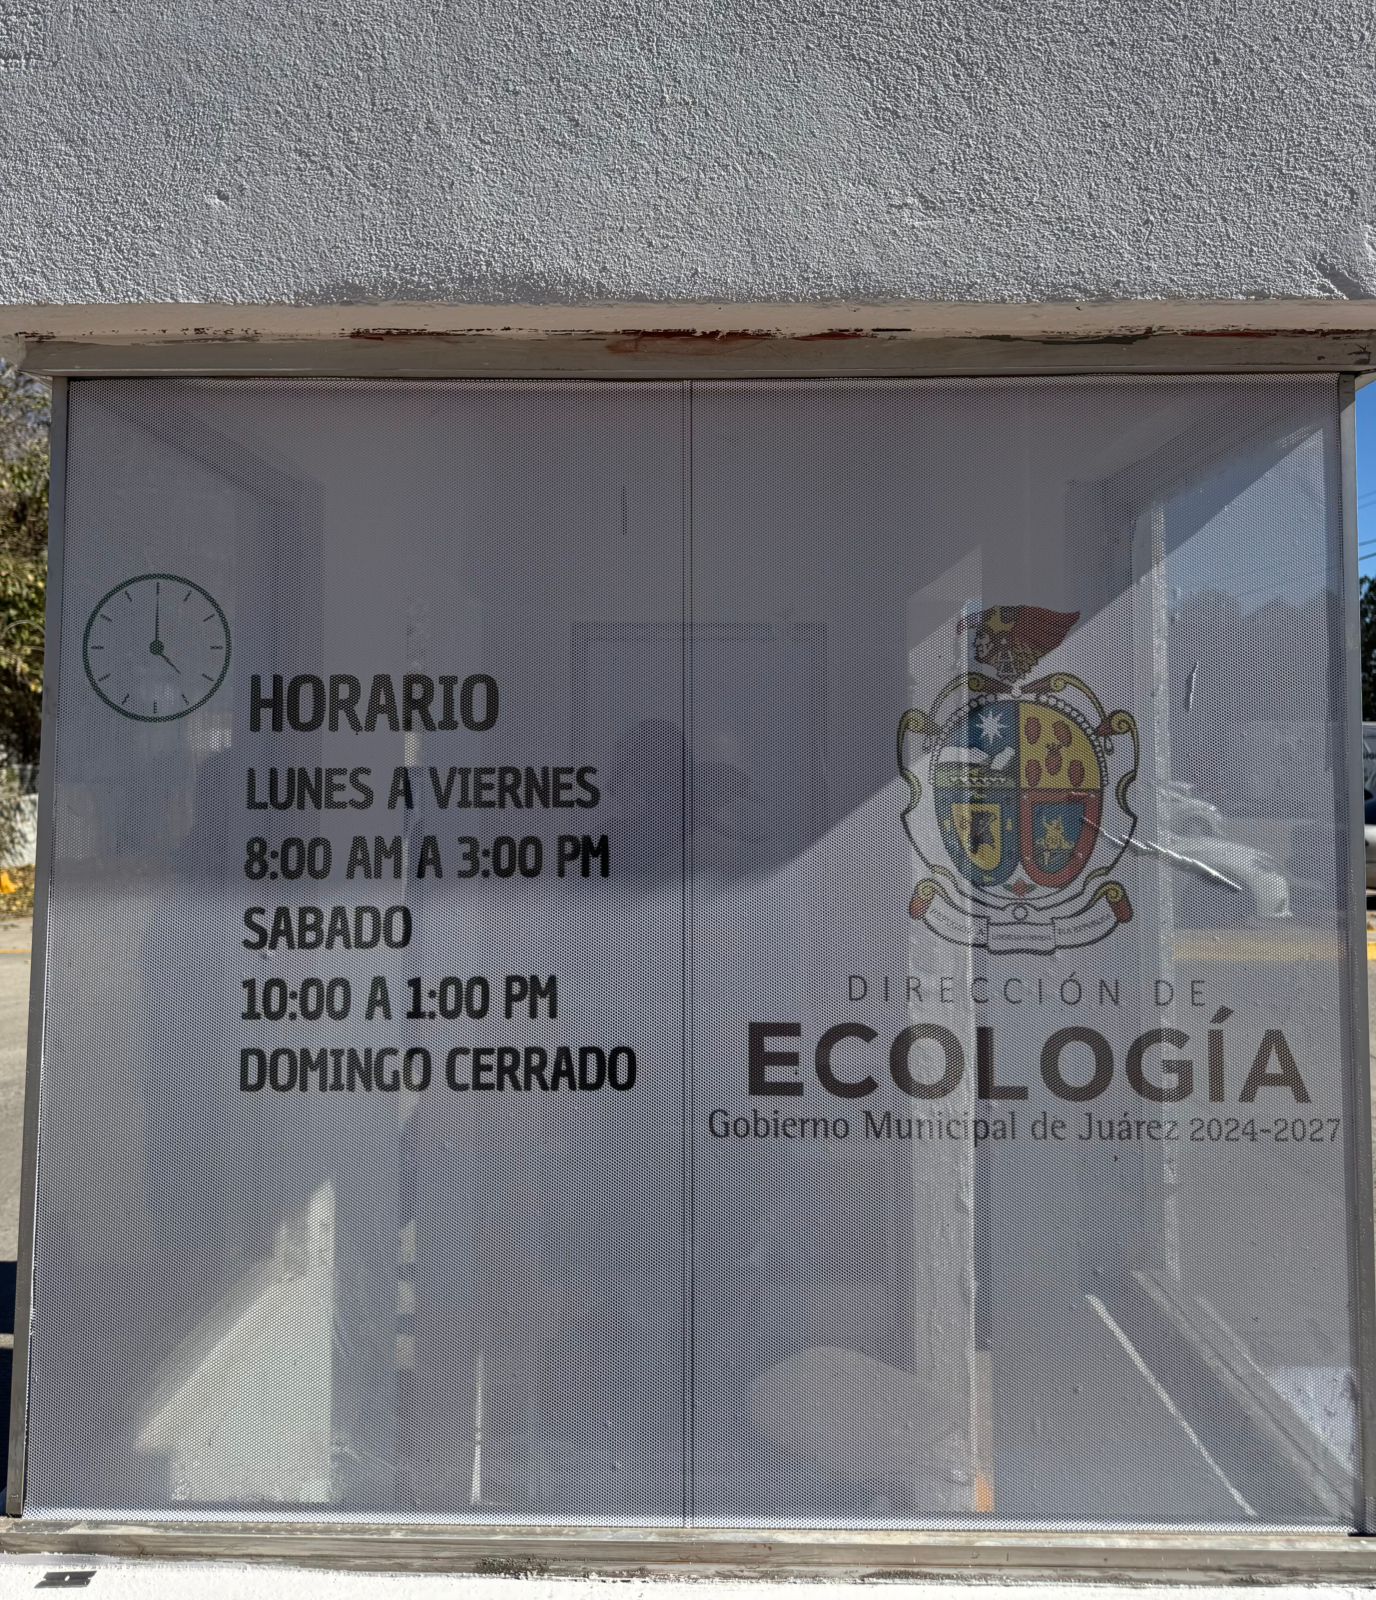 HORARIO
LUNES A VIERNES
8:00 AM A 3:00 PM
SABADO
10:00 A 1:00 PM
DOMINGO CERRADO
DIRECCIÓN DE
ECOLOGÍA
Gobierno Municipal de Juárez 2024-2027